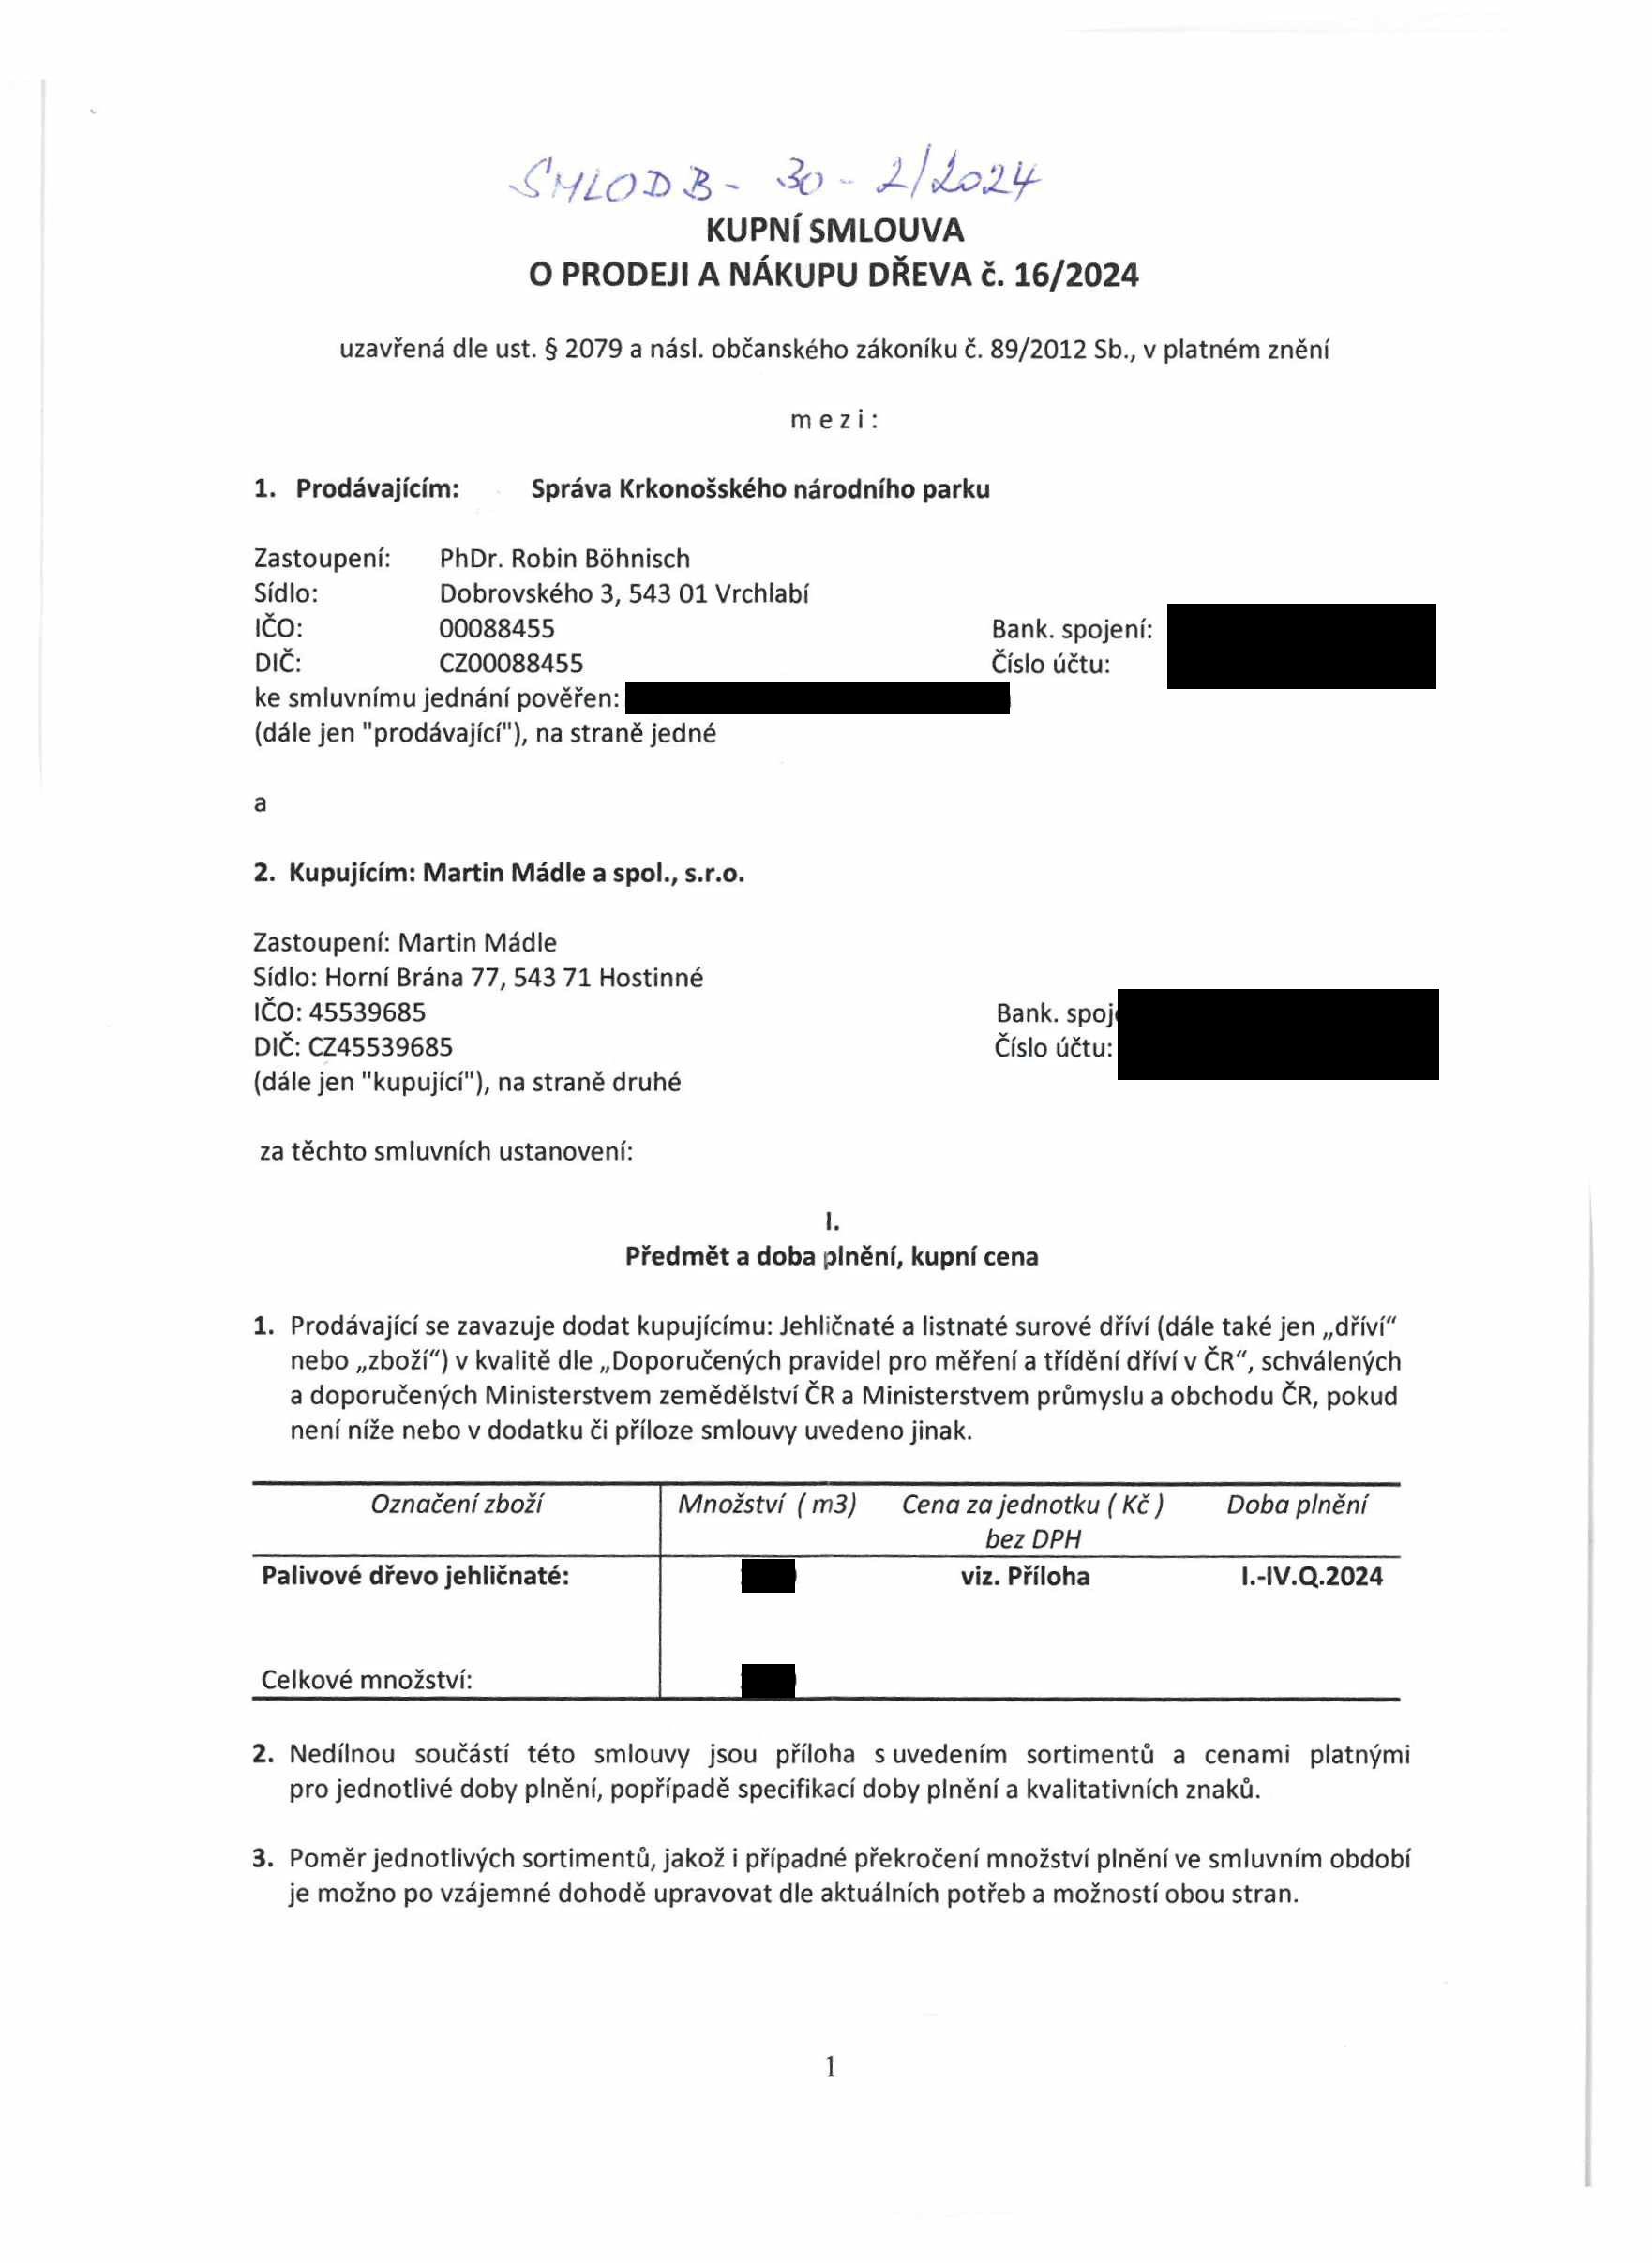 SMLODB - 30 - 2/2024
KUPNÍ SMLOUVA
O PRODEJI A NÁKUPU DŘEVA č. 16/2024
uzavřená dle ust. § 2079 a násl. občanského zákoníku č. 89/2012 Sb., v platném znění
m e z i :
1. Prodávajícím: Správa Krkonošského národního parku
Zastoupení: PhDr. Robin Böhnisch
Sídlo: Dobrovského 3, 543 01 Vrchlabí
IČO: 00088455 Bank. spojení:
DIČ: CZ00088455 Číslo účtu:
ke smluvnímu jednání pověřen:
(dále jen "prodávající"), na straně jedné
a
2. Kupujícím: Martin Mádle a spol., s.r.o.
Zastoupení: Martin Mádle
Sídlo: Horní Brána 77, 543 71 Hostinné
IČO: 45539685 Bank. spoj
DIČ: CZ45539685 Číslo účtu:
(dále jen "kupující"), na straně druhé
za těchto smluvních ustanovení:
I.
Předmět a doba plnění, kupní cena
1. Prodávající se zavazuje dodat kupujícímu: Jehličnaté a listnaté surové dříví (dále také jen „dříví“
nebo „zboží“) v kvalitě dle „Doporučených pravidel pro měření a třídění dříví v ČR“, schválených
a doporučených Ministerstvem zemědělství ČR a Ministerstvem průmyslu a obchodu ČR, pokud
není níže nebo v dodatku či příloze smlouvy uvedeno jinak.
Označení zboží Množství ( m3) Cena za jednotku ( Kč ) Doba plnění
bez DPH
Palivové dřevo jehličnaté: viz. Příloha I.-IV.Q.2024
Celkové množství:
2. Nedílnou součástí této smlouvy jsou příloha s uvedením sortimentů a cenami platnými
pro jednotlivé doby plnění, popřípadě specifikací doby plnění a kvalitativních znaků.
3. Poměr jednotlivých sortimentů, jakož i případné překročení množství plnění ve smluvním období
je možno po vzájemné dohodě upravovat dle aktuálních potřeb a možností obou stran.
1